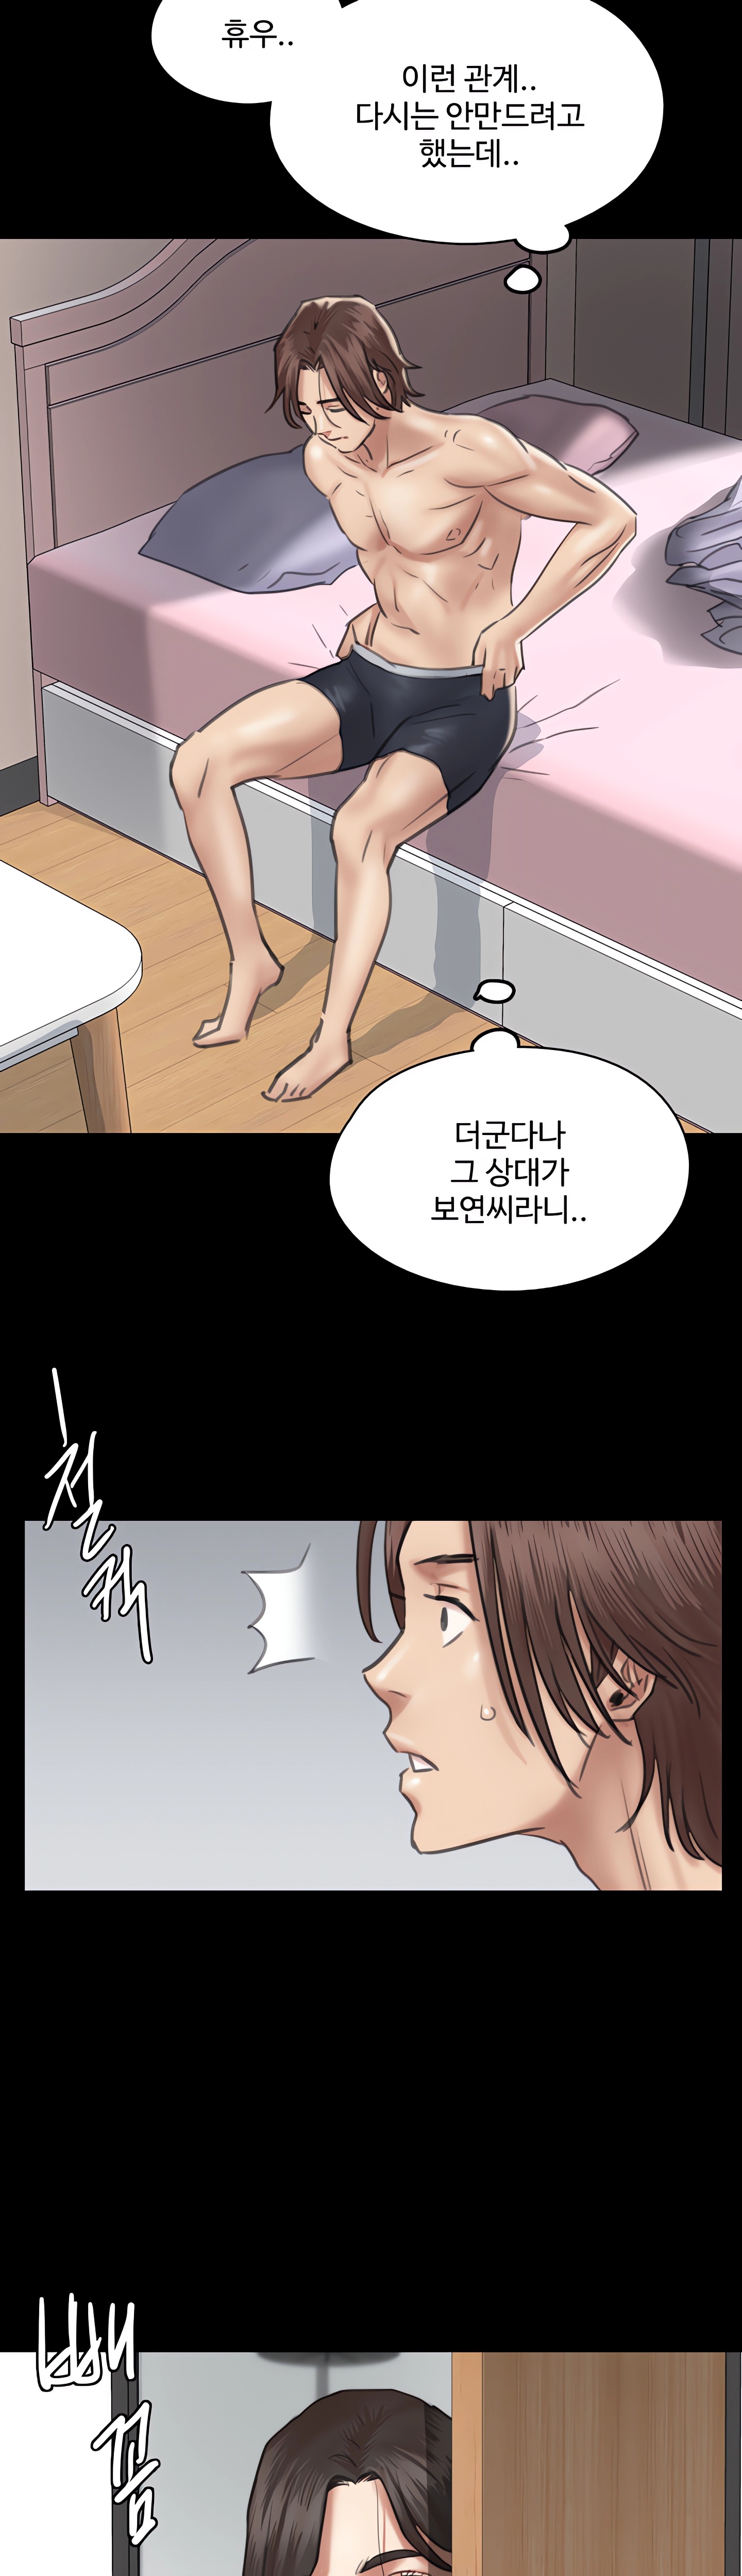 휴우..
이런 관계..
다시는 안만드려고
했는데..
더군다나
그 상대가
보연씨라니..
철컥
빼꼼